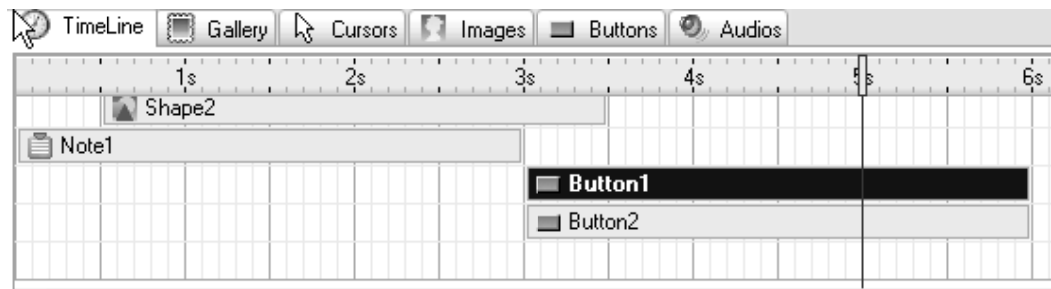 TimeLine Gallery Cursors Images Buttons Audios
1s 2s 3s 4s 5s 6s
Shape2
Note1
Button1
Button2